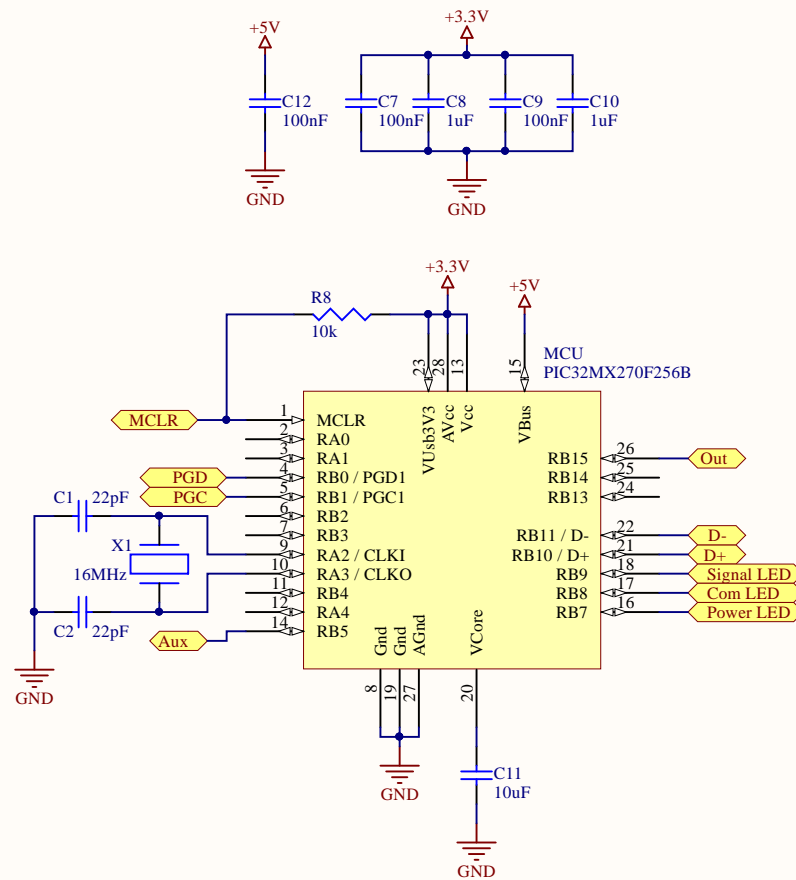 +5V
+3.3V
C12
100nF
C7
100nF
C8
1uF
C9
100nF
C10
1uF
GND
GND
+3.3V
+5V
R8
10k
MCU
PIC32MX270F256B
23
28
13
15
VUsb3V3
AVcc
Vcc
VBus
MCLR
1
MCLR
2
RA0
3
RA1
PGD
4
RB0 / PGD1
PGC
5
RB1 / PGC1
6
RB2
7
RB3
9
RA2 / CLKI
10
RA3 / CLKO
11
RB4
12
RA4
Aux
14
RB5
C1
22pF
X1
16MHz
C2
22pF
GND
RB15
26
Out
RB14
25
RB13
24
RB11 / D-
22
D-
RB10 / D+
21
D+
RB9
18
Signal LED
RB8
17
Com LED
RB7
16
Power LED
Gnd
Gnd
AGnd
VCore
8
19
27
20
GND
C11
10uF
GND